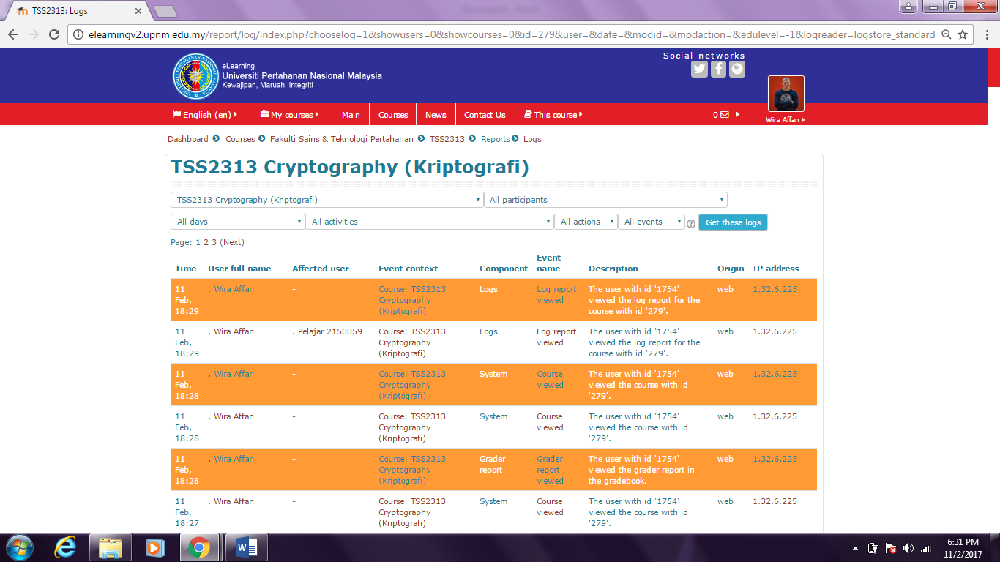 TSS2313: Logs
elearningv2.upnm.edu.my/report/log/index.php?chooselog=1&showusers=0&showcourses=0&id=279&user=&date=&modid=&modaction=&edulevel=-1&logreader=logstore_standard
Social networks
eLearning
Universiti Pertahanan Nasional Malaysia
Kewajipan, Maruah, Integriti
English (en) My courses Main Courses News Contact Us This course 0
Wira Affan
Dashboard Courses Fakulti Sains & Teknologi Pertahanan TSS2313 Reports Logs
TSS2313 Cryptography (Kriptografi)
TSS2313 Cryptography (Kriptografi) All participants
All days All activities All actions All events Get these logs
Page: 1 2 3 (Next)
Time User full name Affected user Event context Component Event name Description Origin IP address
11 Feb, 18:29 . Wira Affan - Course: TSS2313 Cryptography (Kriptografi) Logs Log report viewed The user with id '1754' viewed the log report for the course with id '279'. web 1.32.6.225
11 Feb, 18:29 . Wira Affan . Pelajar 2150059 Course: TSS2313 Cryptography (Kriptografi) Logs Log report viewed The user with id '1754' viewed the log report for the course with id '279'. web 1.32.6.225
11 Feb, 18:28 . Wira Affan - Course: TSS2313 Cryptography (Kriptografi) System Course viewed The user with id '1754' viewed the course with id '279'. web 1.32.6.225
11 Feb, 18:28 . Wira Affan - Course: TSS2313 Cryptography (Kriptografi) System Course viewed The user with id '1754' viewed the course with id '279'. web 1.32.6.225
11 Feb, 18:28 . Wira Affan - Course: TSS2313 Cryptography (Kriptografi) Grader report Grader report viewed The user with id '1754' viewed the grader report in the gradebook. web 1.32.6.225
11 Feb, 18:27 . Wira Affan - Course: TSS2313 Cryptography (Kriptografi) System Course viewed The user with id '1754' viewed the course with id '279'. web 1.32.6.225
6:31 PM
11/2/2017